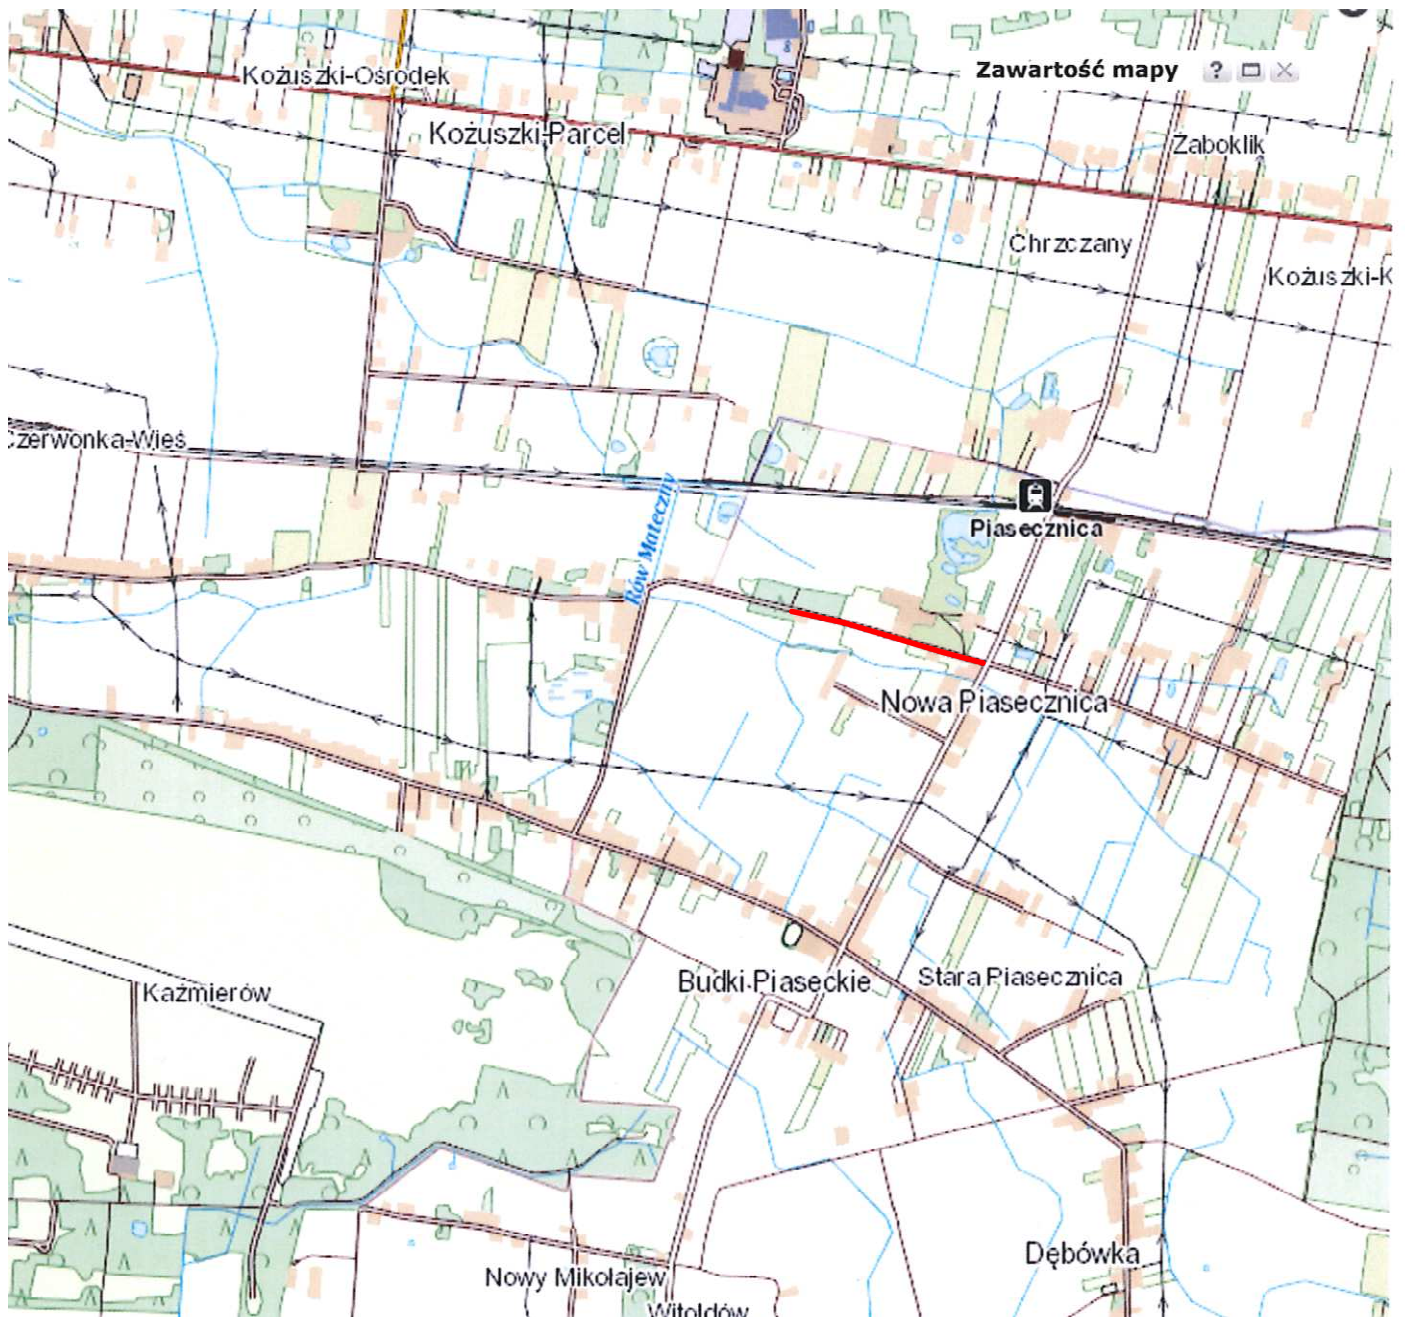 Zawartość mapy ?
Kożuszki-Ośrodek
Kożuszki-Parcel
Zaboklik
Chrzczany
Kożuszki-K
Czerwonka-Wieś
Rów Mateczny
Piasecznica
Nowa Piasecznica
Budki Piaseckie
Stara Piasecznica
Kaźmierów
Dębówka
Nowy Mikołajew
Witoldów